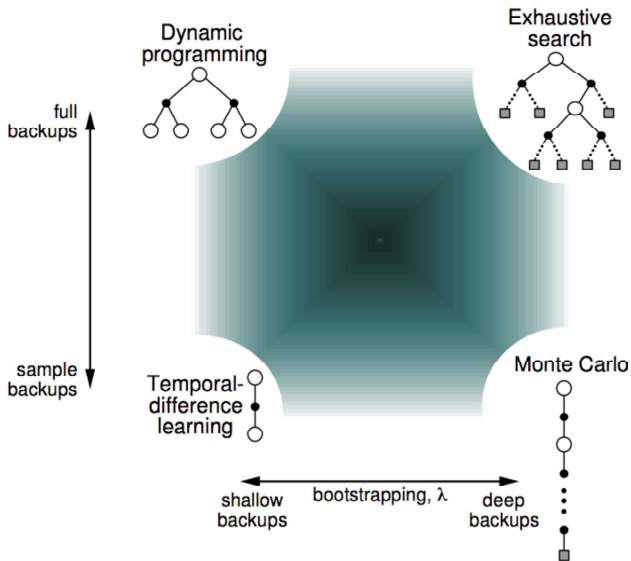 Dynamic
programming
Exhaustive
search
full
backups
sample
backups
Temporal-
difference
learning
Monte Carlo
shallow
backups
bootstrapping, λ
deep
backups